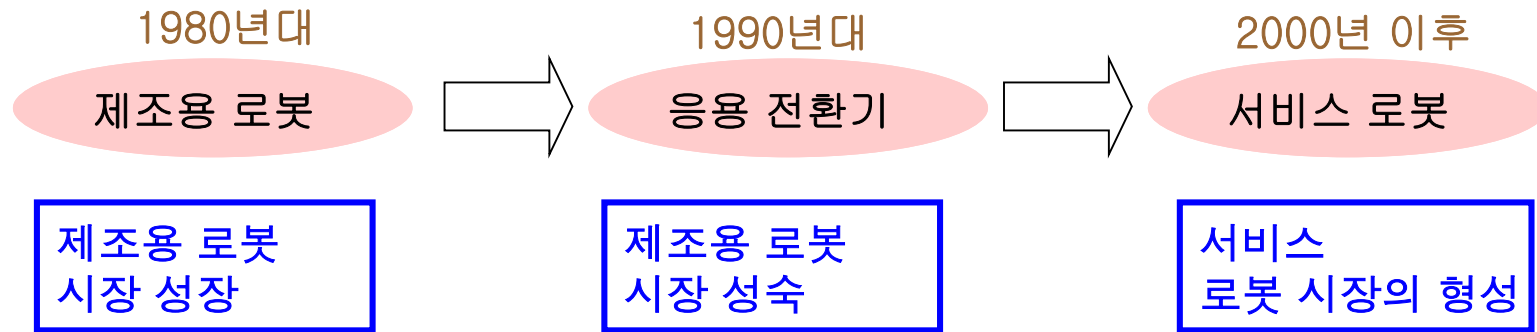 1980년대
1990년대
2000년 이후
제조용 로봇
응용 전환기
서비스 로봇
제조용 로봇
시장 성장
제조용 로봇
시장 성숙
서비스
로봇 시장의 형성